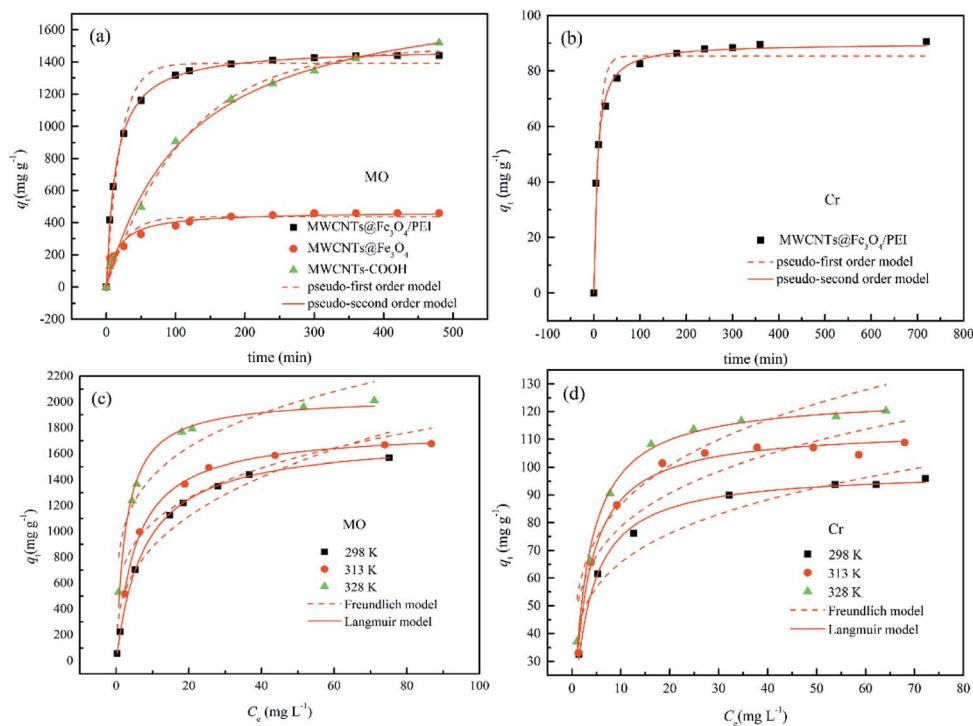 (a)
1600
1400
1200
1000
800
600
400
200
0
-200
qt(mg g-1)
MO
MWCNTs@Fe3O4/PEI
MWCNTs@Fe3O4
MWCNTs-COOH
pseudo-first order model
pseudo-second order model
0 100 200 300 400 500
time (min)
(b)
100
80
60
40
20
0
qt (mg g-1)
Cr
MWCNTs@Fe3O4/PEI
pseudo-first order model
pseudo-second order model
-100 0 100 200 300 400 500 600 700 800
time (min)
(c)
2200
2000
1800
1600
1400
1200
1000
800
600
400
200
0
qt(mg g-1)
MO
298 K
313 K
328 K
Freundlich model
Langmuir model
0 20 40 60 80 100
Ce (mg L-1)
(d)
130
120
110
100
90
80
70
60
50
40
30
qt (mg g-1)
Cr
298 K
313 K
328 K
Freundlich model
Langmuir model
0 10 20 30 40 50 60 70 80
Ce(mg L-1)